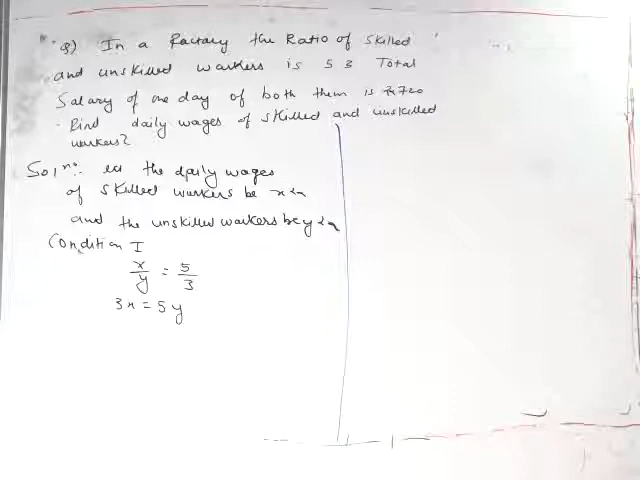 Q) In a factory the Ratio of skilled
and unskilled workers is 5 3 Total
Salary of one day of both them is ₹720
Find daily wages of skilled and unskilled
workers?
Solⁿ:- let the daily wages
of skilled workers be x
and the unskilled workers be y
Condition I
x/y = 5/3
3x = 5y